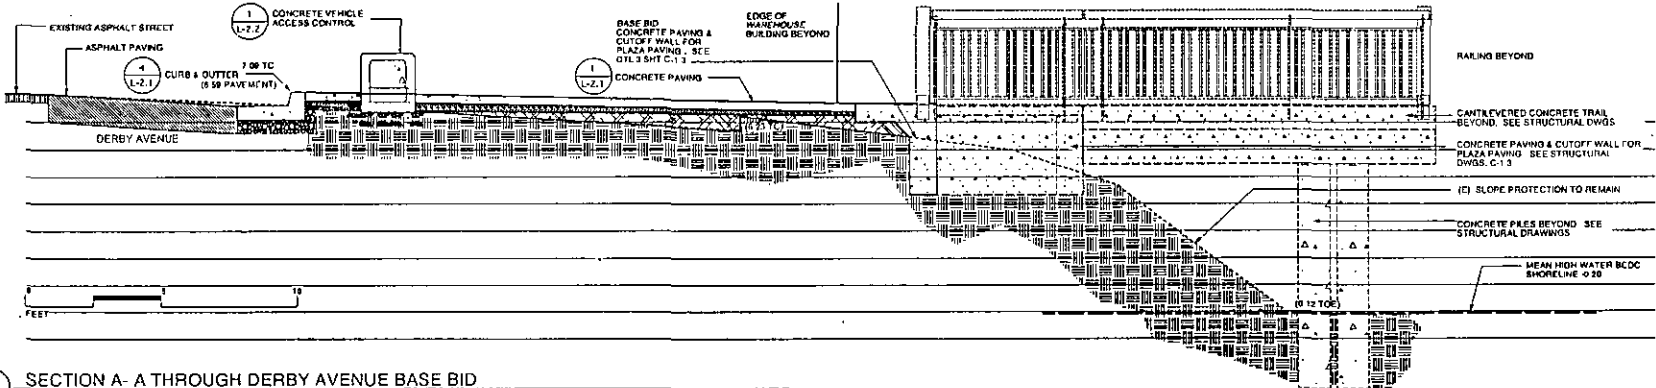 EXISTING ASPHALT STREET
ASPHALT PAVING
1
L-2.2
CONCRETE VEHICLE
ACCESS CONTROL
4
L-2.1
7 09 TC
CURB & GUTTER
(6 59 PAVEMENT)
DERBY AVENUE
BASE BID
CONCRETE PAVING &
CUTOFF WALL FOR
PLAZA PAVING . SEE
DTL 3 SHT C-1 3
EDGE OF
WAREHOUSE
BUILDING BEYOND
1
L-2.1
CONCRETE PAVING
RAILING BEYOND
CANTILEVERED CONCRETE TRAIL
BEYOND. SEE STRUCTURAL DWGS
CONCRETE PAVING & CUTOFF WALL FOR
PLAZA PAVING SEE STRUCTURAL
DWGS. C-1 3
(E) SLOPE PROTECTION TO REMAIN
CONCRETE PILES BEYOND SEE
STRUCTURAL DRAWINGS
MEAN HIGH WATER BCDC
SHORELINE -0 20
(0 12 TOE)
0 5 10
FEET
SECTION A- A THROUGH DERBY AVENUE BASE BID